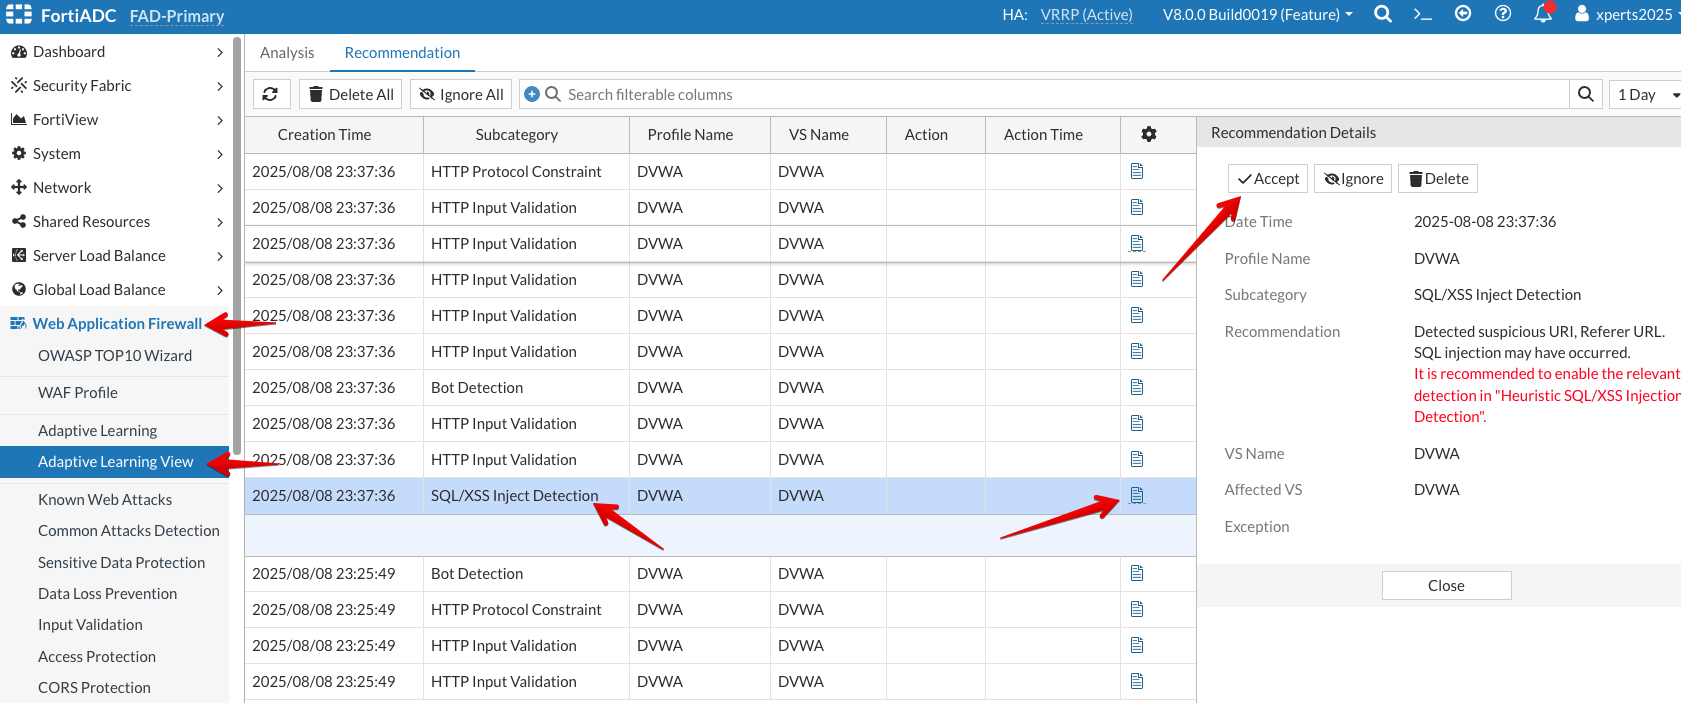 FortiADC FAD-Primary HA: VRRP (Active) V8.0.0 Build0019 (Feature) xperts2025
Dashboard
Security Fabric
FortiView
System
Network
Shared Resources
Server Load Balance
Global Load Balance
Web Application Firewall
OWASP TOP10 Wizard
WAF Profile
Adaptive Learning
Adaptive Learning View
Known Web Attacks
Common Attacks Detection
Sensitive Data Protection
Data Loss Prevention
Input Validation
Access Protection
CORS Protection
Analysis Recommendation
Delete All Ignore All Search filterable columns 1 Day
Creation Time Subcategory Profile Name VS Name Action Action Time
2025/08/08 23:37:36 HTTP Protocol Constraint DVWA DVWA
2025/08/08 23:37:36 HTTP Input Validation DVWA DVWA
2025/08/08 23:37:36 HTTP Input Validation DVWA DVWA
2025/08/08 23:37:36 HTTP Input Validation DVWA DVWA
2025/08/08 23:37:36 HTTP Input Validation DVWA DVWA
2025/08/08 23:37:36 HTTP Input Validation DVWA DVWA
2025/08/08 23:37:36 Bot Detection DVWA DVWA
2025/08/08 23:37:36 HTTP Input Validation DVWA DVWA
2025/08/08 23:37:36 HTTP Input Validation DVWA DVWA
2025/08/08 23:37:36 SQL/XSS Inject Detection DVWA DVWA
2025/08/08 23:25:49 Bot Detection DVWA DVWA
2025/08/08 23:25:49 HTTP Protocol Constraint DVWA DVWA
2025/08/08 23:25:49 HTTP Input Validation DVWA DVWA
2025/08/08 23:25:49 HTTP Input Validation DVWA DVWA
Recommendation Details
Accept Ignore Delete
Date Time 2025-08-08 23:37:36
Profile Name DVWA
Subcategory SQL/XSS Inject Detection
Recommendation Detected suspicious URI, Referer URL.
SQL injection may have occurred.
It is recommended to enable the relevant
detection in "Heuristic SQL/XSS Injection
Detection".
VS Name DVWA
Affected VS DVWA
Exception
Close